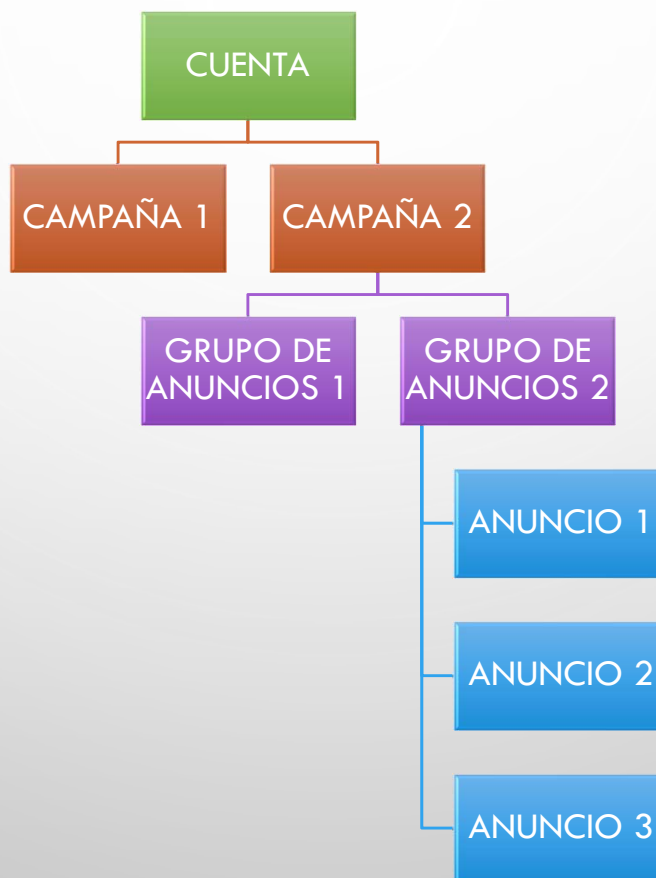 CUENTA
CAMPAÑA 1
CAMPAÑA 2
GRUPO DE
ANUNCIOS 1
GRUPO DE
ANUNCIOS 2
ANUNCIO 1
ANUNCIO 2
ANUNCIO 3